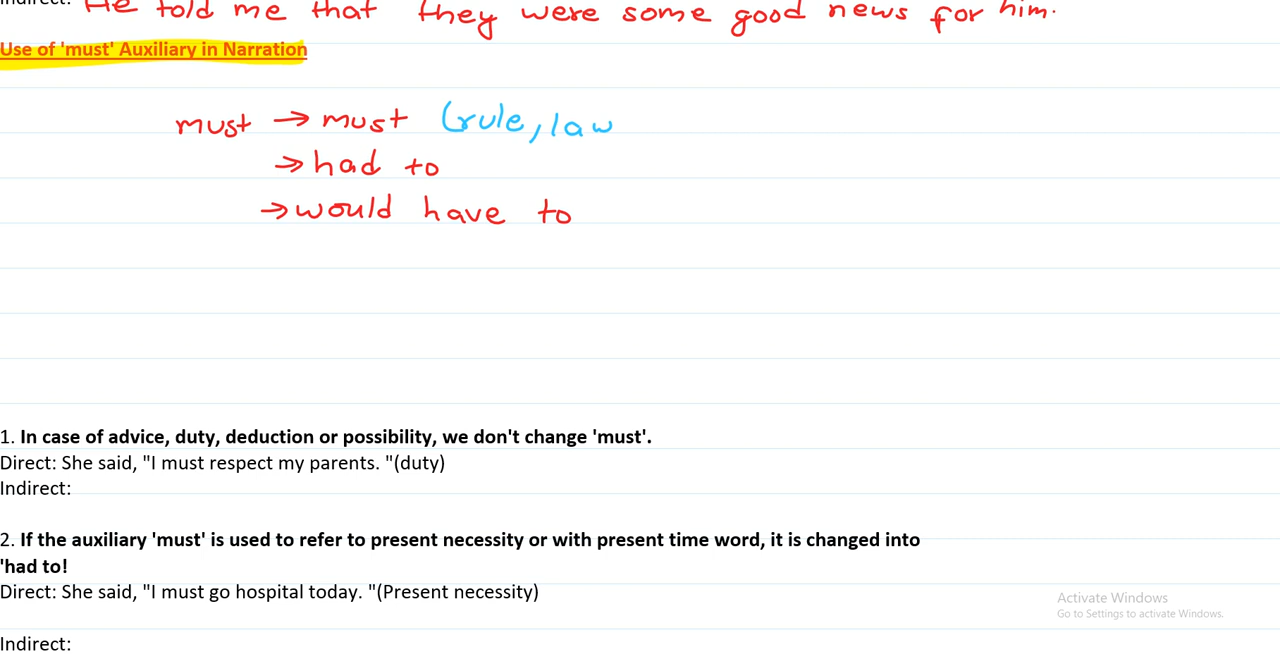 Indirect: He told me that they were some good news for him.
Use of 'must' Auxiliary in Narration
must → must (rule, law
→ had to
→ would have to
1. In case of advice, duty, deduction or possibility, we don't change 'must'.
Direct: She said, "I must respect my parents. "(duty)
Indirect:
2. If the auxiliary 'must' is used to refer to present necessity or with present time word, it is changed into
'had to!
Direct: She said, "I must go hospital today. "(Present necessity)
Activate Windows
Go to Settings to activate Windows.
Indirect: